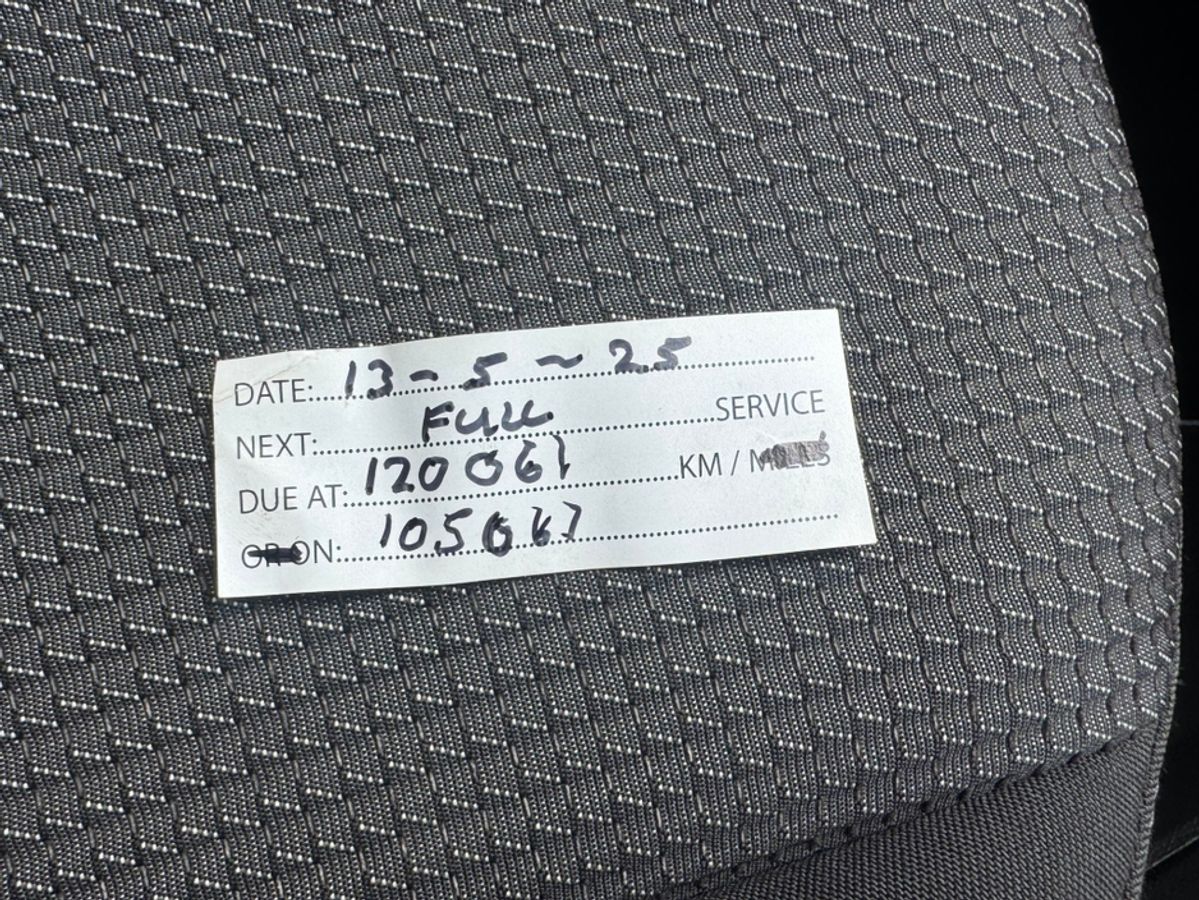 DATE: 13-5-25
NEXT: FULL SERVICE
DUE AT: 120061 KM / MILES
OR ON: 105061